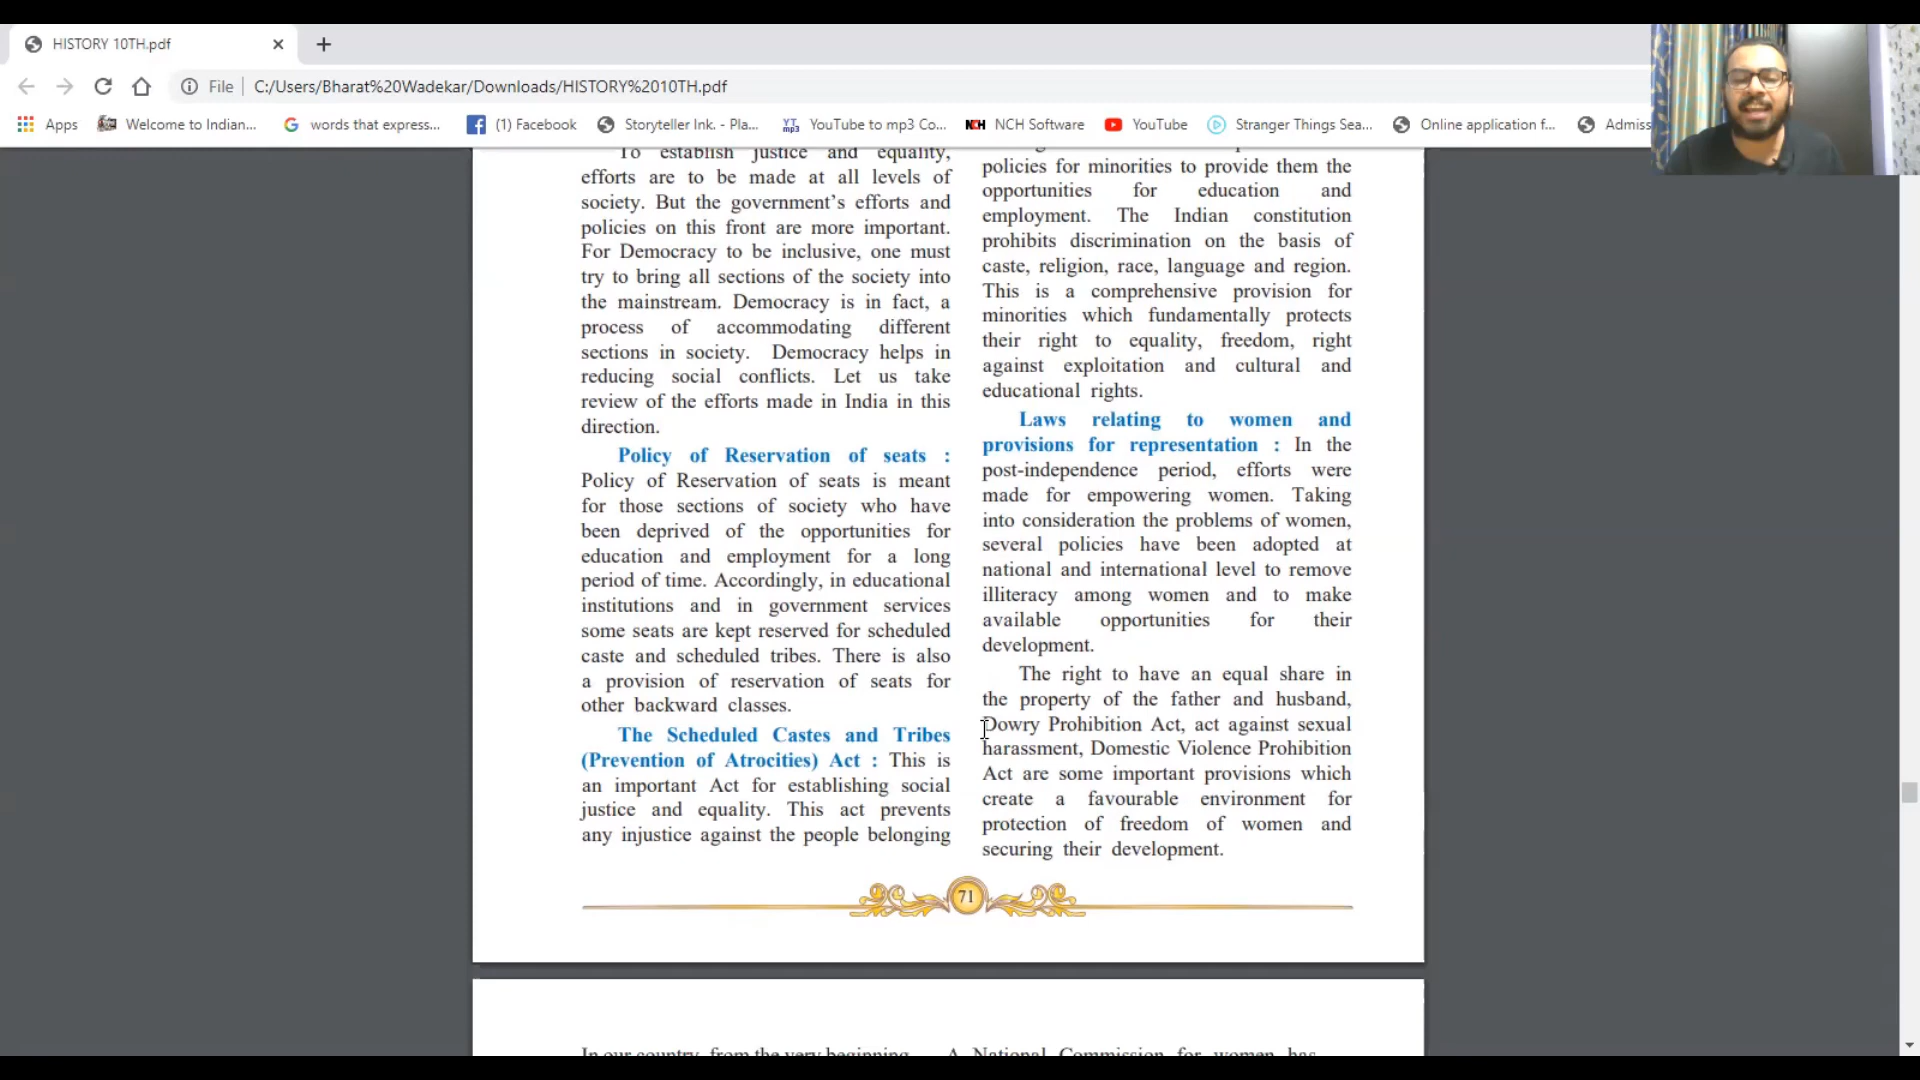 HISTORY 10TH.pdf
File
C:/Users/Bharat%20Wadekar/Downloads/HISTORY%2010TH.pdf
Apps
Welcome to Indian...
words that express...
(1) Facebook
Storyteller Ink. - Pla...
YouTube to mp3 Co...
NCH Software
YouTube
Stranger Things Sea...
Online application f...
Admiss
To establish justice and equality,
efforts are to be made at all levels of
society. But the government's efforts and
policies on this front are more important.
For Democracy to be inclusive, one must
try to bring all sections of the society into
the mainstream. Democracy is in fact, a
process of accommodating different
sections in society. Democracy helps in
reducing social conflicts. Let us take
review of the efforts made in India in this
direction.
Policy of Reservation of seats :
Policy of Reservation of seats is meant
for those sections of society who have
been deprived of the opportunities for
education and employment for a long
period of time. Accordingly, in educational
institutions and in government services
some seats are kept reserved for scheduled
caste and scheduled tribes. There is also
a provision of reservation of seats for
other backward classes.
The Scheduled Castes and Tribes
(Prevention of Atrocities) Act : This is
an important Act for establishing social
justice and equality. This act prevents
any injustice against the people belonging
policies for minorities to provide them the
opportunities for education and
employment. The Indian constitution
prohibits discrimination on the basis of
caste, religion, race, language and region.
This is a comprehensive provision for
minorities which fundamentally protects
their right to equality, freedom, right
against exploitation and cultural and
educational rights.
Laws relating to women and
provisions for representation : In the
post-independence period, efforts were
made for empowering women. Taking
into consideration the problems of women,
several policies have been adopted at
national and international level to remove
illiteracy among women and to make
available opportunities for their
development.
The right to have an equal share in
the property of the father and husband,
Dowry Prohibition Act, act against sexual
harassment, Domestic Violence Prohibition
Act are some important provisions which
create a favourable environment for
protection of freedom of women and
securing their development.
71
In our country, from the very beginning
A National Commission for women has